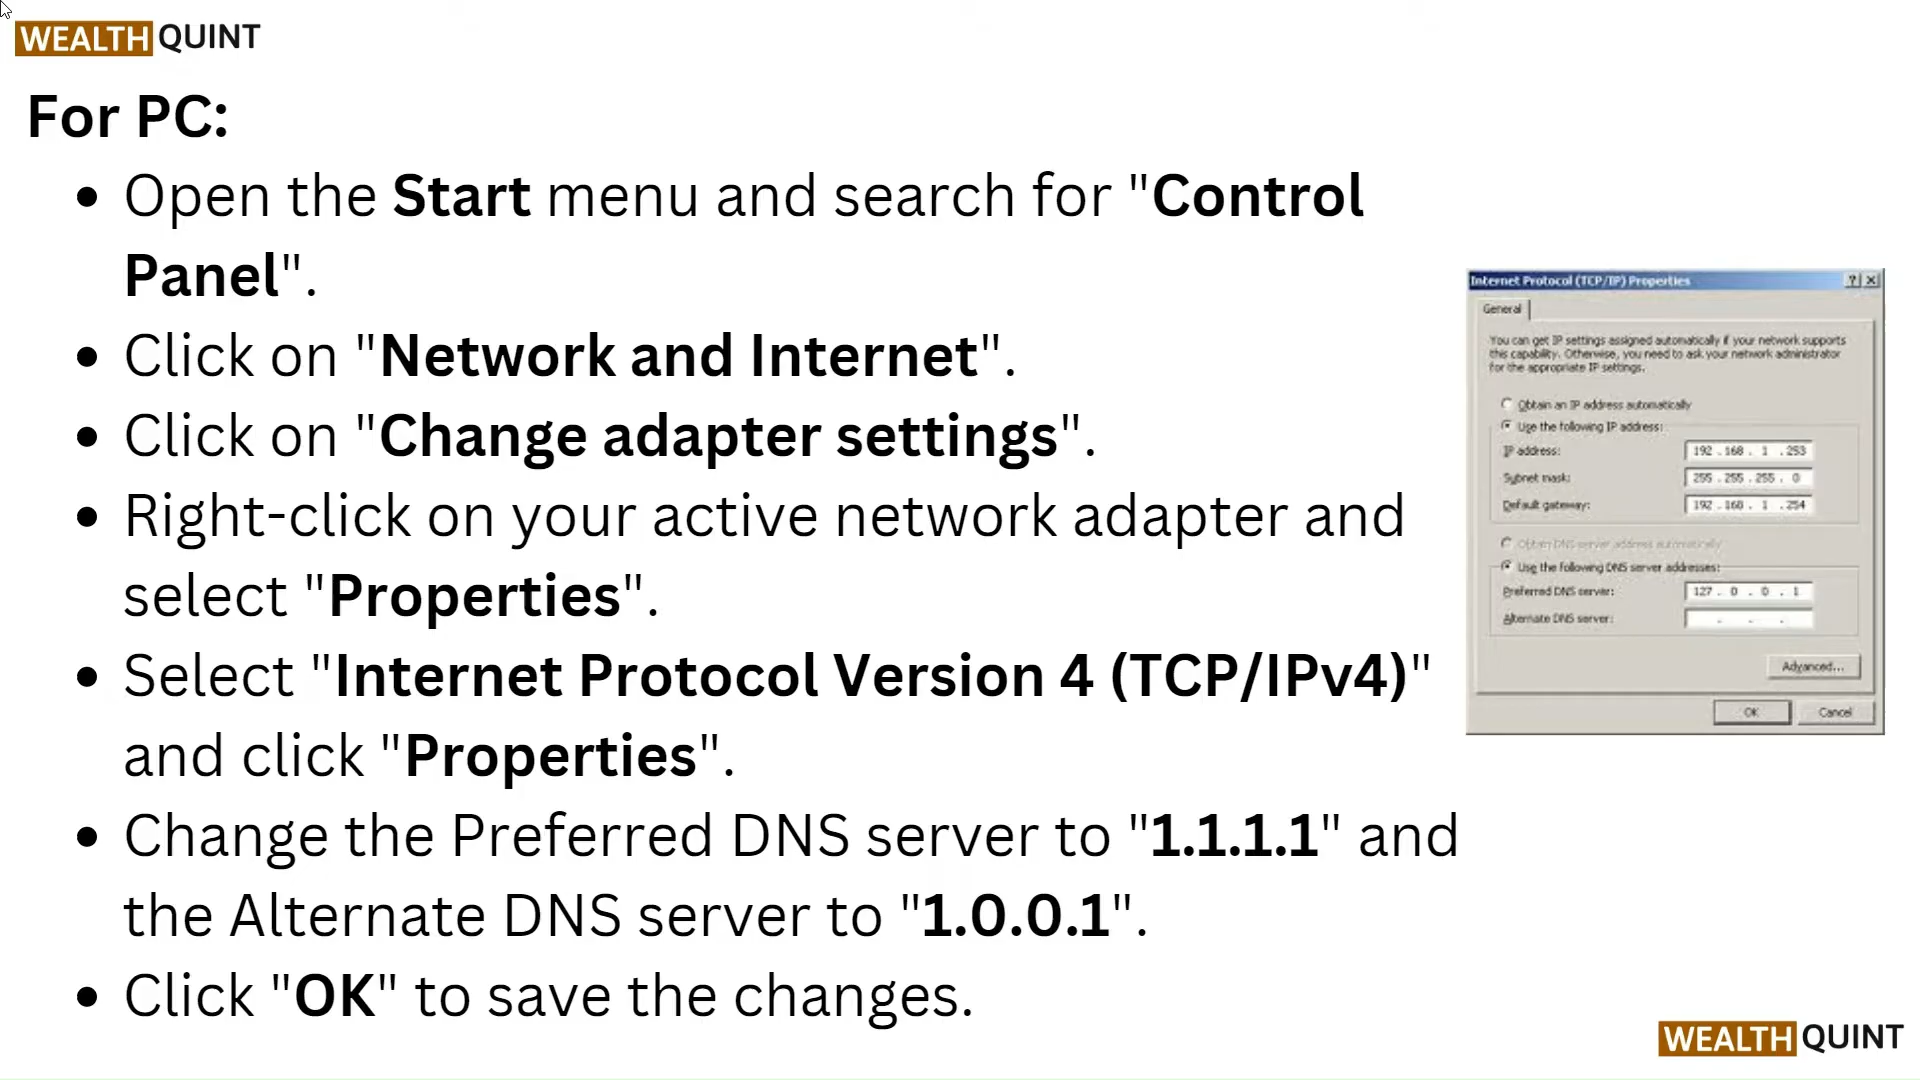 WEALTH QUINT
For PC:
• Open the Start menu and search for "Control
Panel".
• Click on "Network and Internet".
• Click on "Change adapter settings".
• Right-click on your active network adapter and
select "Properties".
• Select "Internet Protocol Version 4 (TCP/IPv4)"
and click "Properties".
• Change the Preferred DNS server to "1.1.1.1" and
the Alternate DNS server to "1.0.0.1".
• Click "OK" to save the changes.
Internet Protocol (TCP/IP) Properties
General
You can get IP settings assigned automatically if your network supports
this capability. Otherwise, you need to ask your network administrator
for the appropriate IP settings.
Obtain an IP address automatically
Use the following IP address:
IP address: 192 . 168 . 1 . 253
Subnet mask: 255 . 255 . 255 . 0
Default gateway: 192 . 168 . 1 . 254
Obtain DNS server address automatically
Use the following DNS server addresses:
Preferred DNS server: 127 . 0 . 0 . 1
Alternate DNS server: . . .
Advanced...
OK Cancel
WEALTH QUINT